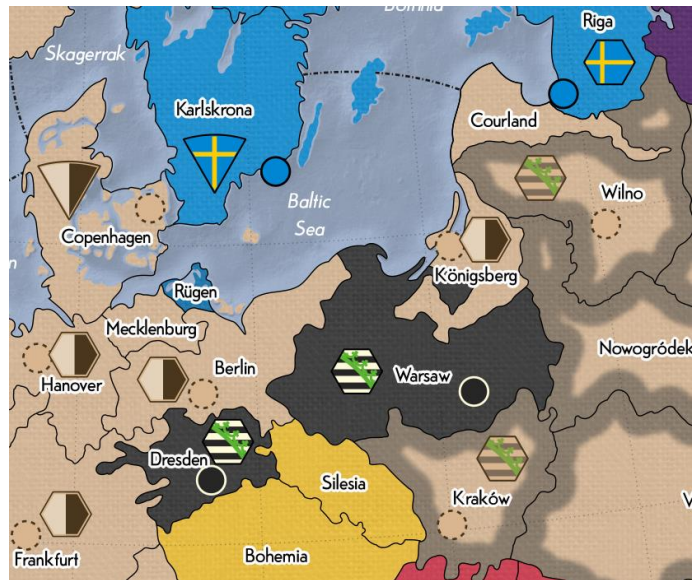 Bothnia
Riga
Skagerrak
Karlskrona
Courland
Wilno
Baltic
Sea
Copenhagen
Königsberg
Rügen
Mecklenburg
Nowogródek
Hanover
Berlin
Warsaw
Dresden
Silesia
Kraków
Frankfurt
Bohemia